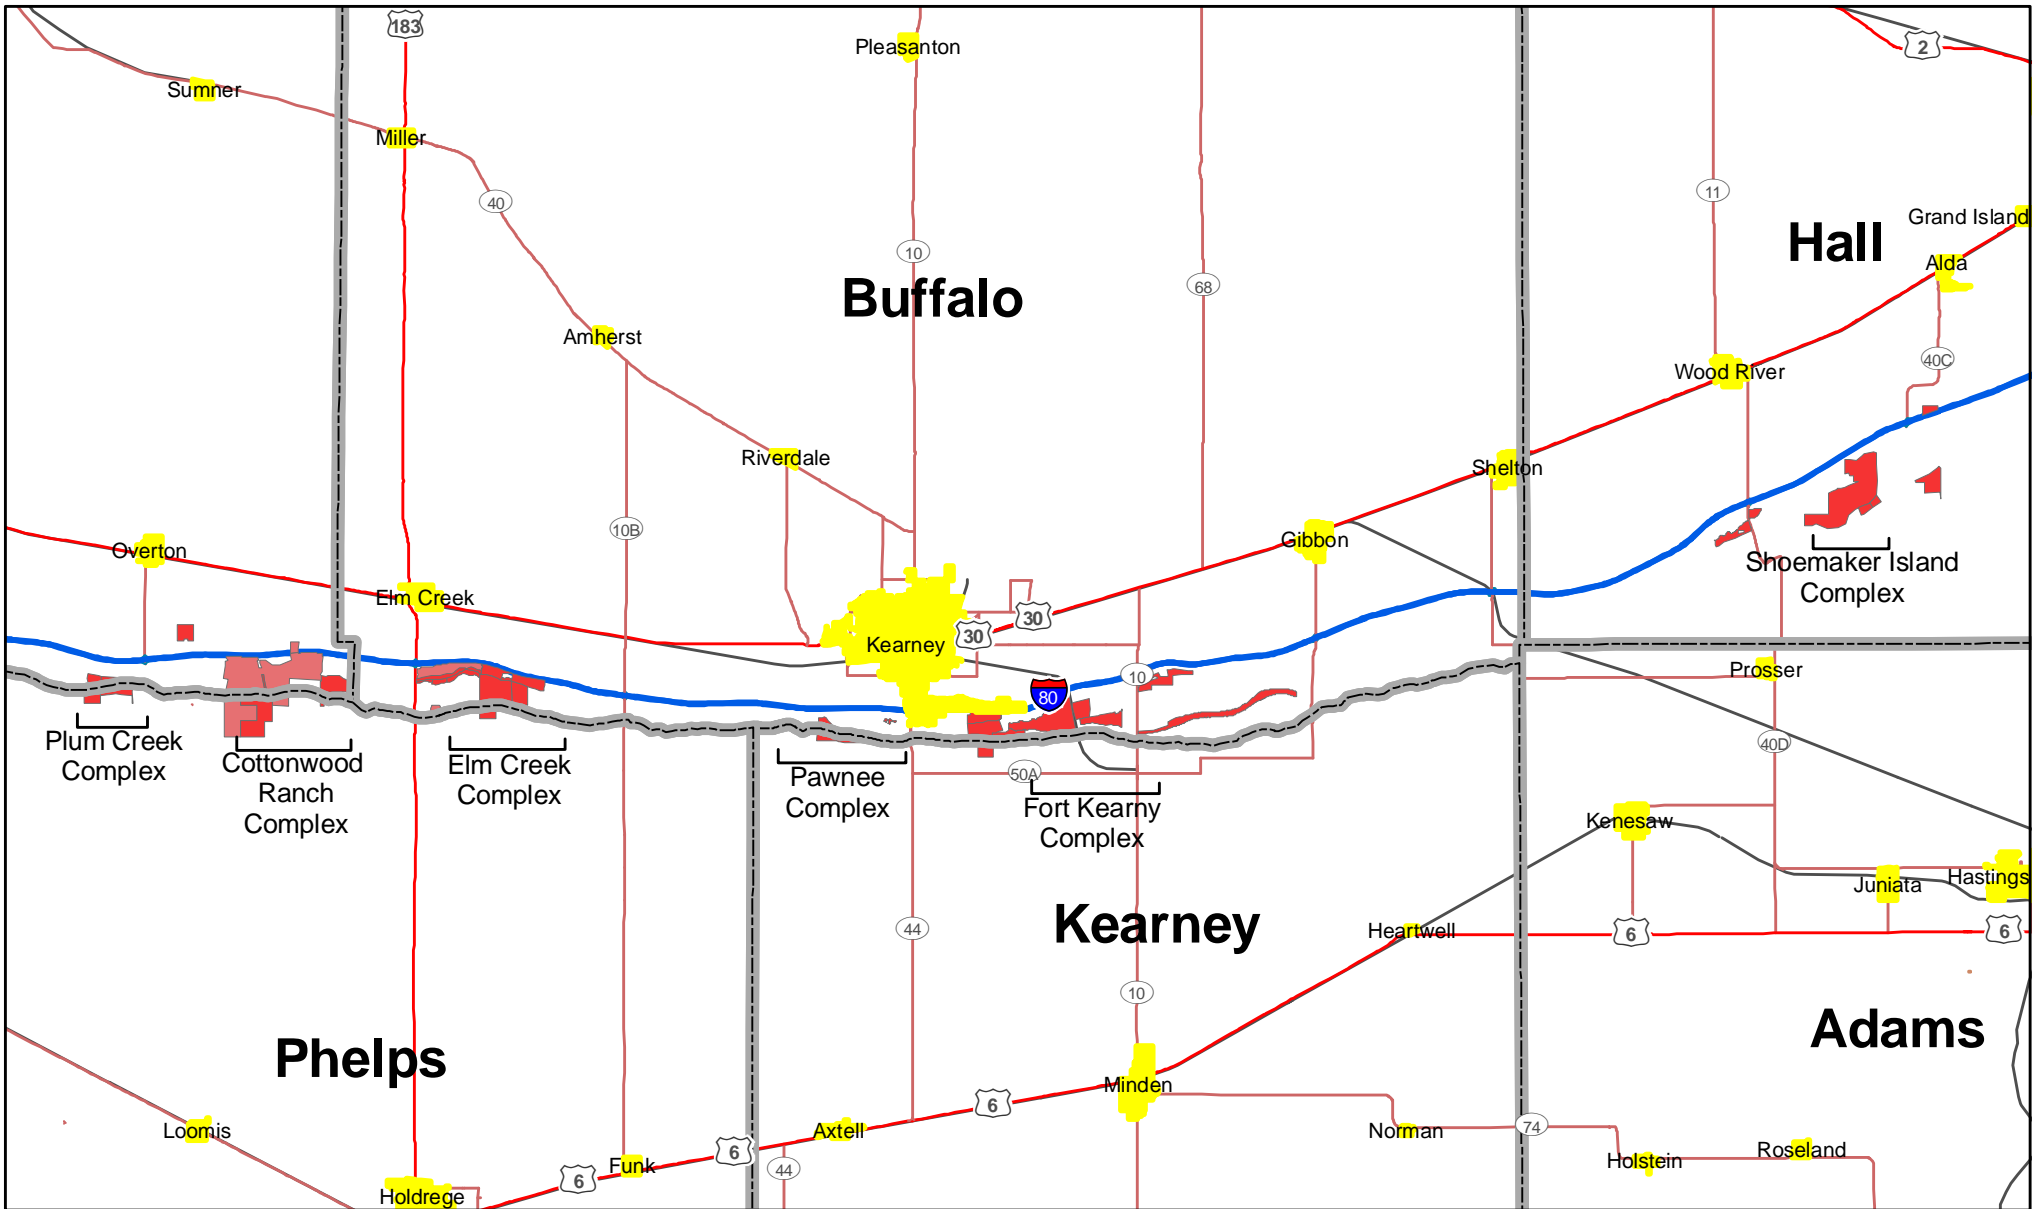 183
Pleasanton
2
Sumner
Miller
40
11
Grand Island
Hall
10
Alda
Buffalo
68
Amherst
40C
Wood River
Riverdale
Shelton
10B
Gibbon
Overton
Shoemaker Island
Complex
Elm Creek
30
30
Kearney
10
Prosser
80
Plum Creek
Complex
Cottonwood
Ranch
Complex
Elm Creek
Complex
Pawnee
Complex
50A
Fort Kearny
Complex
40D
Kenesaw
Juniata
Hastings
Kearney
44
Heartwell
6
6
10
Phelps
Adams
Minden
6
Loomis
Axtell
Norman
74
6
Funk
44
Holstein
Roseland
6
Holdrege